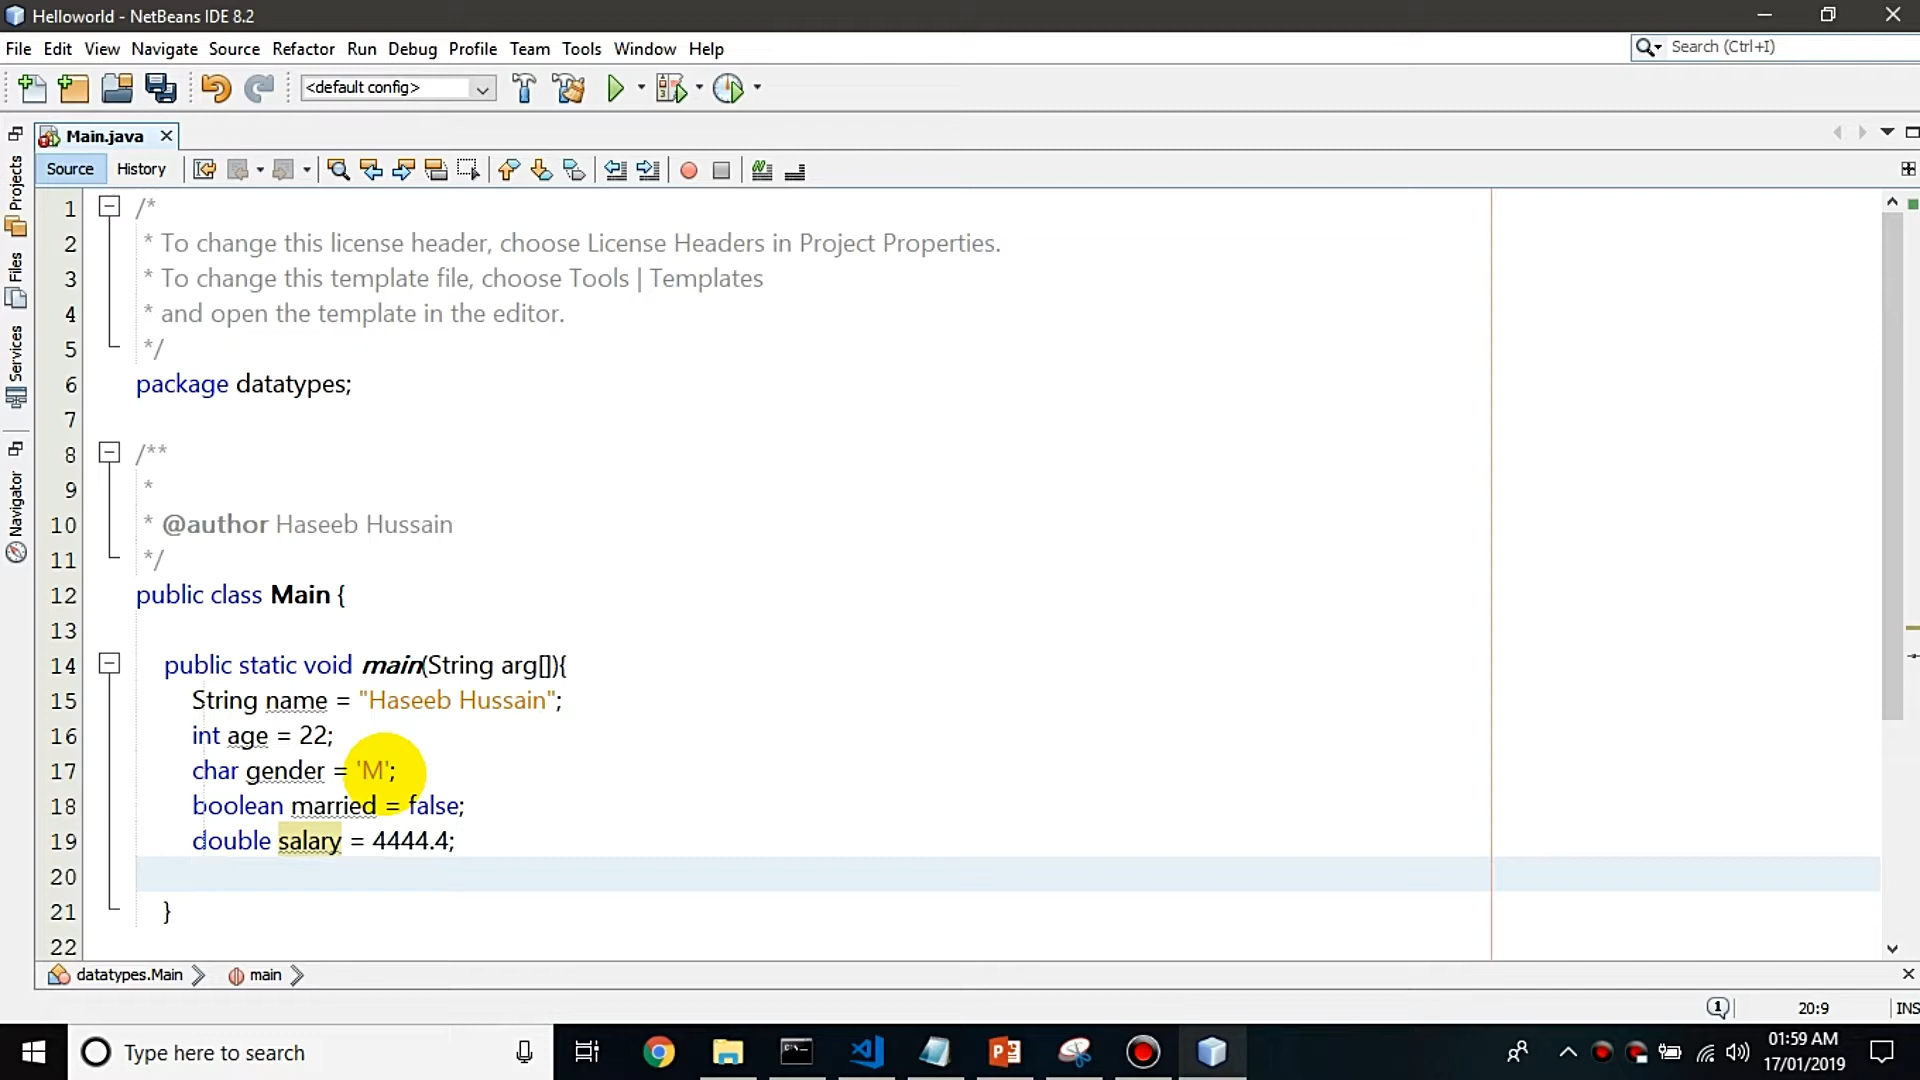 Helloworld - NetBeans IDE 8.2
File Edit View Navigate Source Refactor Run Debug Profile Team Tools Window Help
Search (Ctrl+I)
<default config>
Main.java
Source History
Projects
Files
Services
Navigator
1 /*
2 * To change this license header, choose License Headers in Project Properties.
3 * To change this template file, choose Tools | Templates
4 * and open the template in the editor.
5 */
6 package datatypes;
7
8 /**
9 *
10 * @author Haseeb Hussain
11 */
12 public class Main {
13
14 public static void main(String arg[]){
15 String name = "Haseeb Hussain";
16 int age = 22;
17 char gender = 'M';
18 boolean married = false;
19 double salary = 4444.4;
20
21 }
22
datatypes.Main main
20:9 INS
Type here to search
01:59 AM
17/01/2019